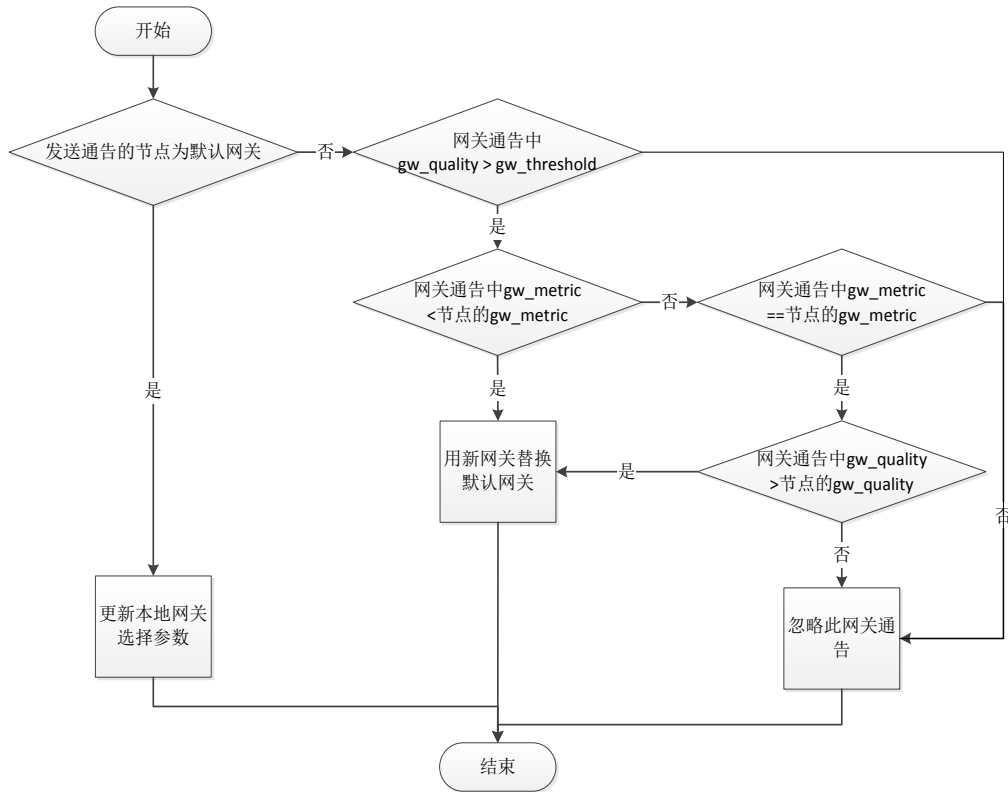 开始
发送通告的节点为默认网关
否
网关通告中
gw_quality > gw_threshold
是
网关通告中gw_metric
<节点的gw_metric
否
网关通告中gw_metric
==节点的gw_metric
是
是
是
用新网关替换
默认网关
是
网关通告中gw_quality
>节点的gw_quality
否
否
更新本地网关
选择参数
忽略此网关通
告
结束